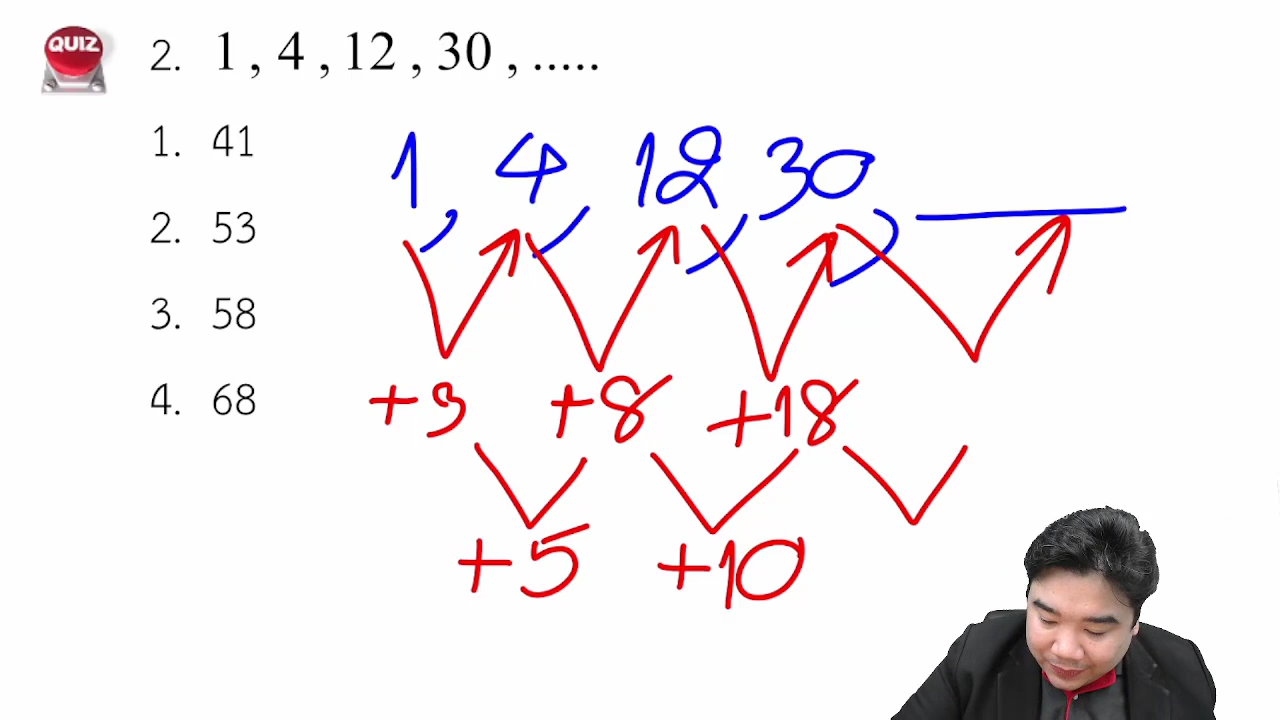 QUIZ
2. 1 , 4 , 12 , 30 , .....
1. 41
2. 53
3. 58
4. 68
1 , 4 , 12 , 30 ,
+3 +8 +18
+5 +10